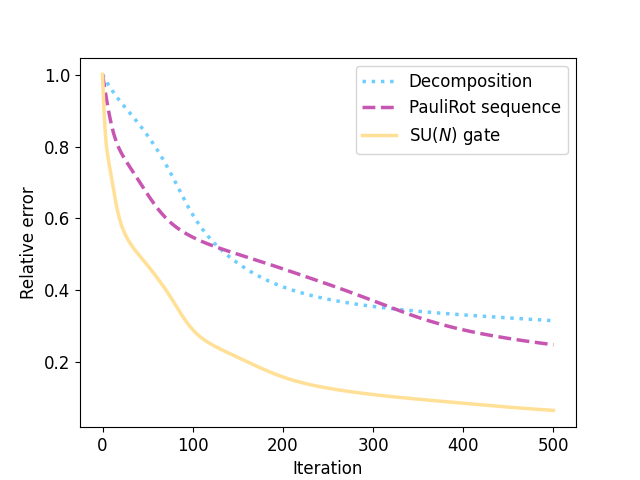 Decomposition
PauliRot sequence
SU(N) gate
Relative error
1.0
0.8
0.6
0.4
0.2
0 100 200 300 400 500
Iteration